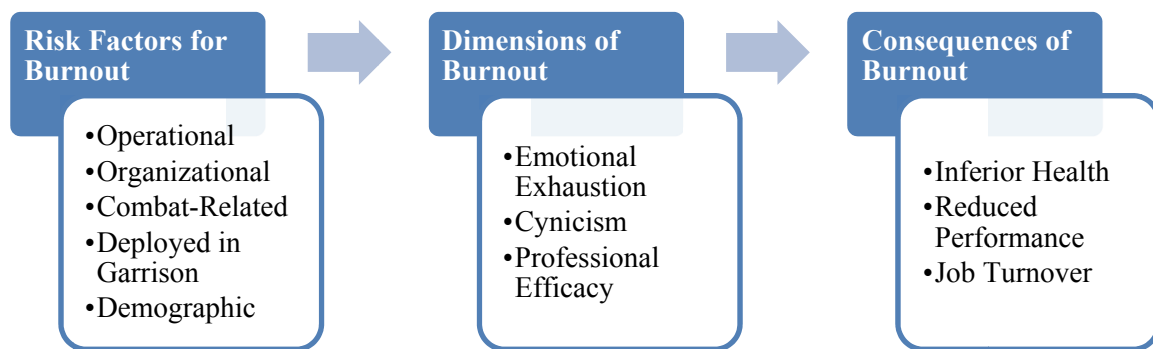 Risk Factors for
Burnout
•Operational
•Organizational
•Combat-Related
•Deployed in
Garrison
•Demographic
Dimensions of
Burnout
•Emotional
Exhaustion
•Cynicism
•Professional
Efficacy
Consequences of
Burnout
•Inferior Health
•Reduced
Performance
•Job Turnover